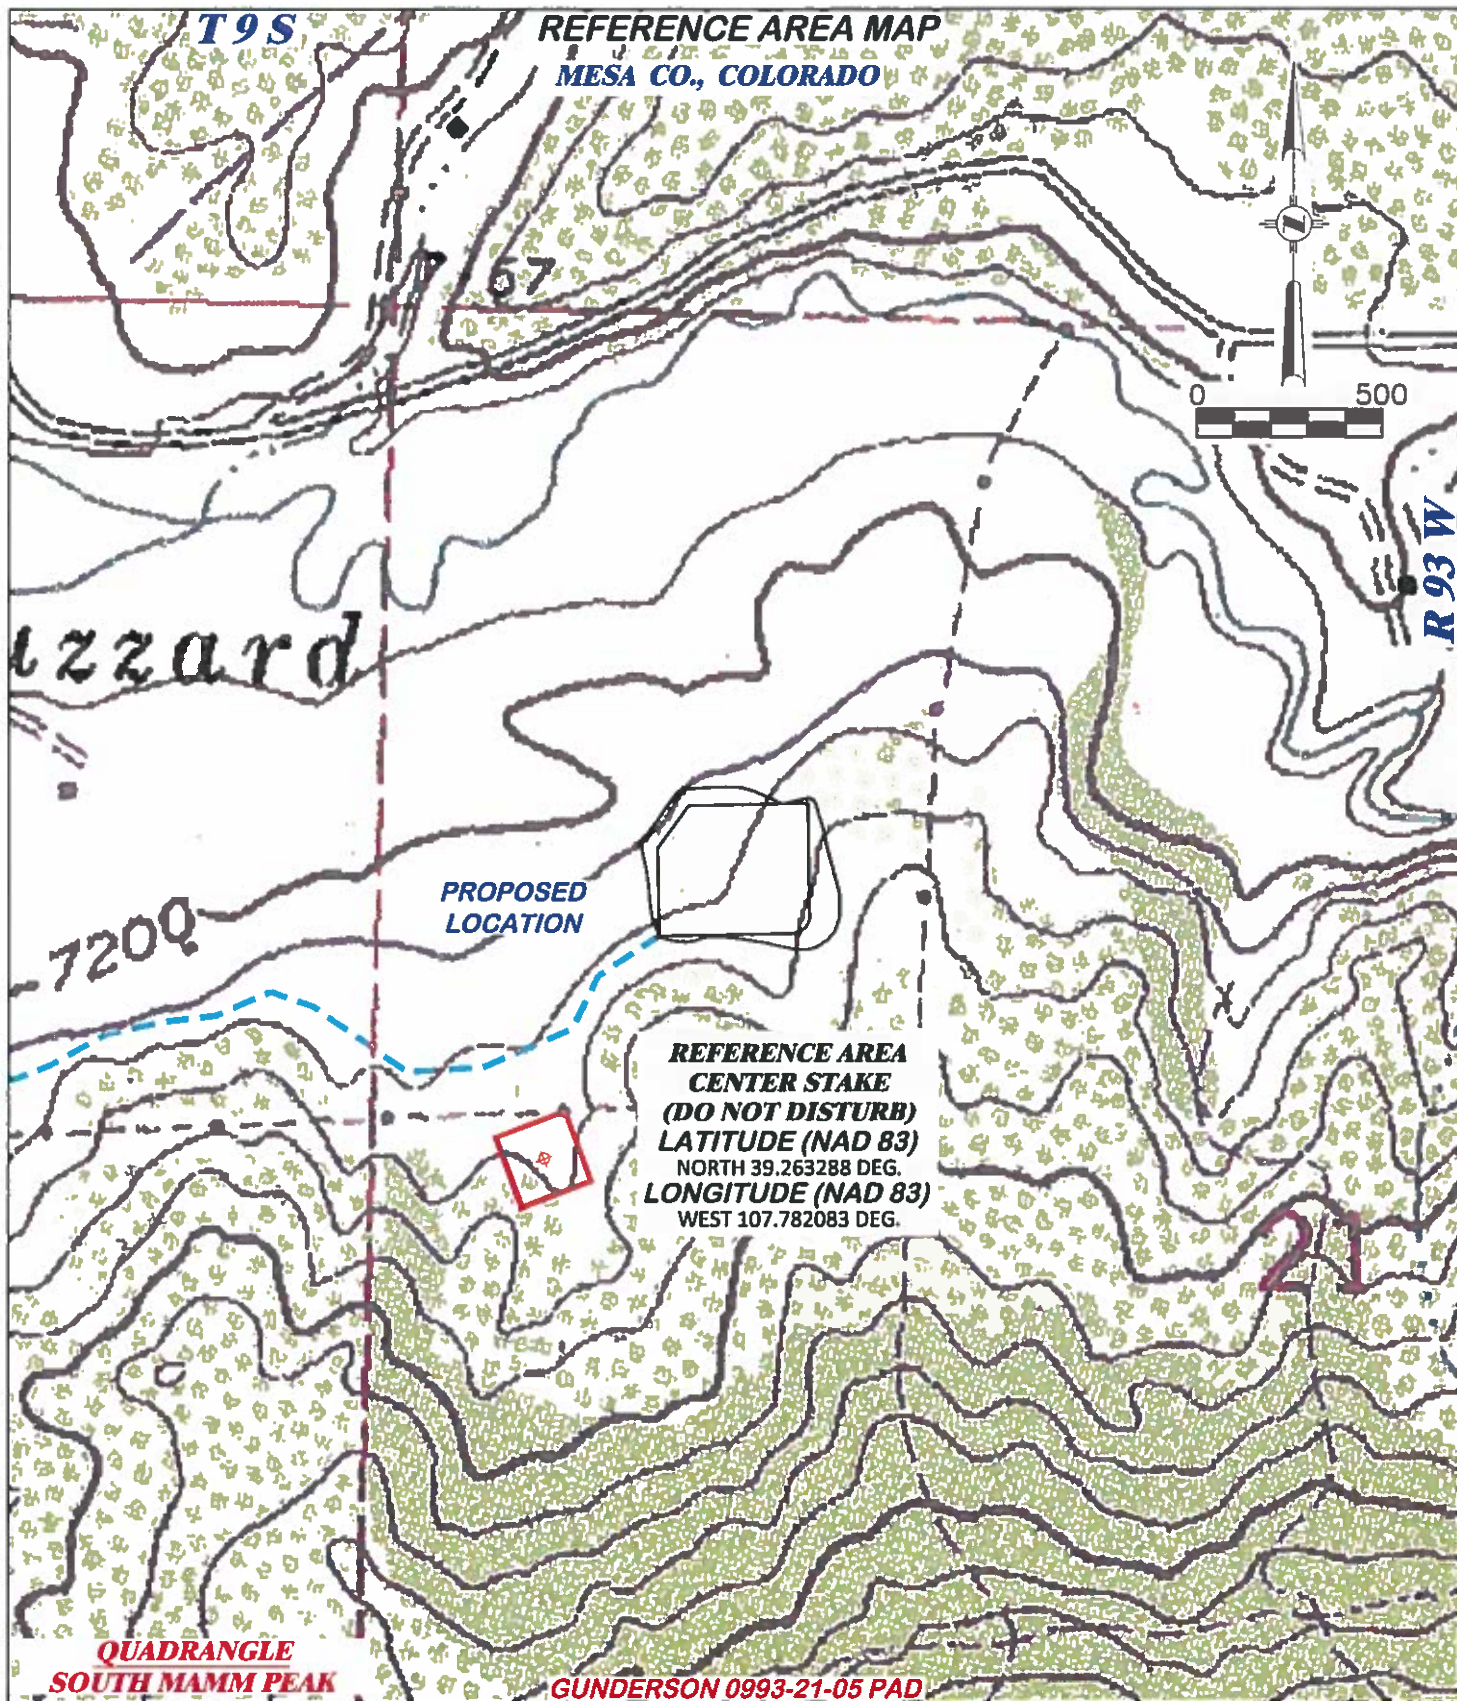 T 9 S
REFERENCE AREA MAP
MESA CO., COLORADO
67
0 500
R 93 W
uzzard
PROPOSED
LOCATION
7200
REFERENCE AREA
CENTER STAKE
(DO NOT DISTURB)
LATITUDE (NAD 83)
NORTH 39.263288 DEG.
LONGITUDE (NAD 83)
WEST 107.782083 DEG.
21
QUADRANGLE
SOUTH MAMM PEAK
GUNDERSON 0993-21-05 PAD